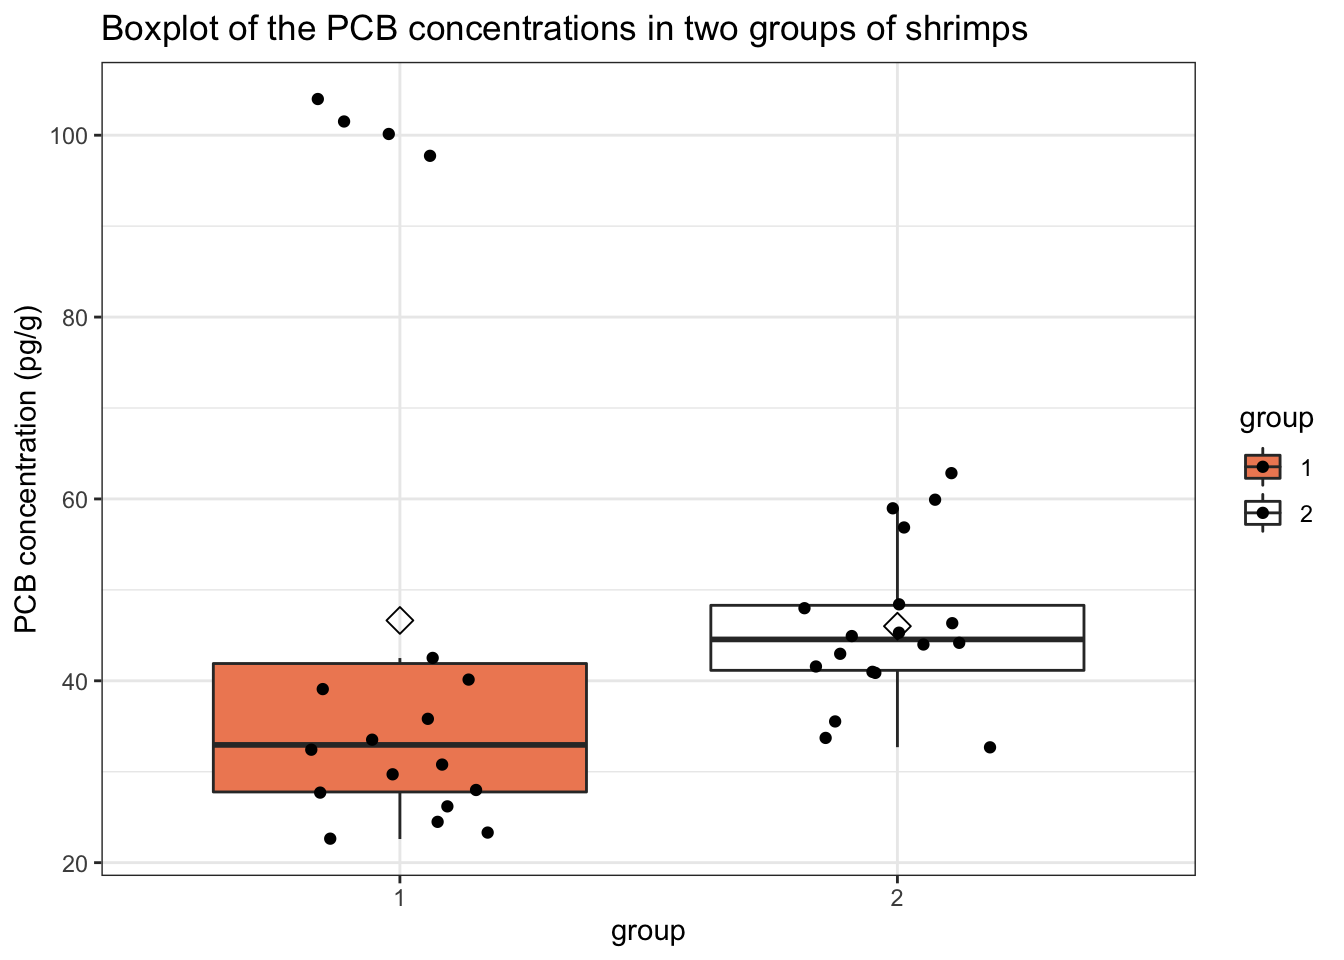 Boxplot of the PCB concentrations in two groups of shrimps
PCB concentration (pg/g)
100
80
60
40
20
1
2
group
group
1
2